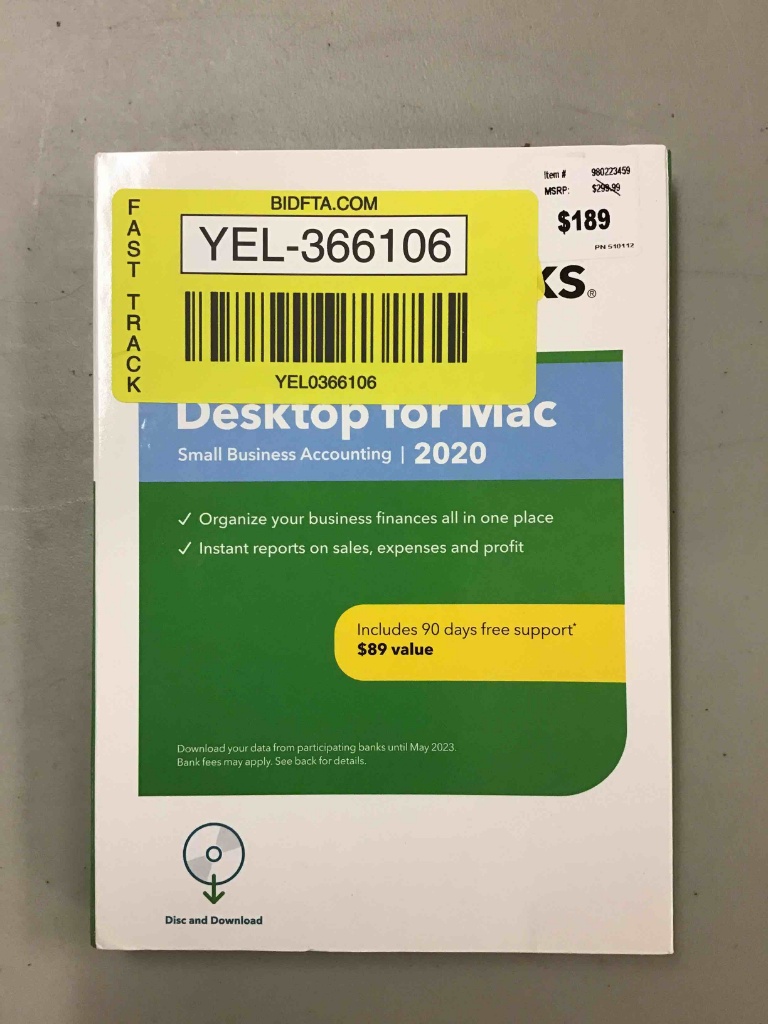 FAST TRACK
BIDFTA.COM
YEL-366106
YEL0366106
Item # 980223459
MSRP: $299.99
$189
PN 510112
KS®
Desktop for Mac
Small Business Accounting | 2020
✓ Organize your business finances all in one place
✓ Instant reports on sales, expenses and profit
Includes 90 days free support*
$89 value
Download your data from participating banks until May 2023.
Bank fees may apply. See back for details.
Disc and Download